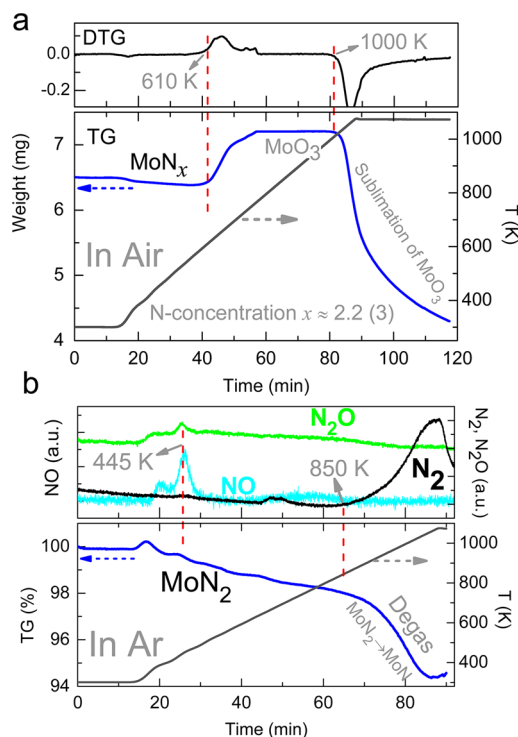 a
DTG
0.0
-0.2
610 K
1000 K
TG
MoNₓ
MoO₃
Sublimation of MoO₃
In Air
N-concentration x ≈ 2.2 (3)
Weight (mg)
7
6
5
4
T (K)
1000
800
600
400
0 20 40 60 80 100 120
Time (min)
b
NO (a.u.)
N₂, N₂O (a.u.)
N₂O
445 K
NO
850 K
N₂
TG (%)
100
98
96
94
MoN₂
In Ar
Degas
MoN₂→MoN
T (K)
1000
800
600
400
0 20 40 60 80
Time (min)